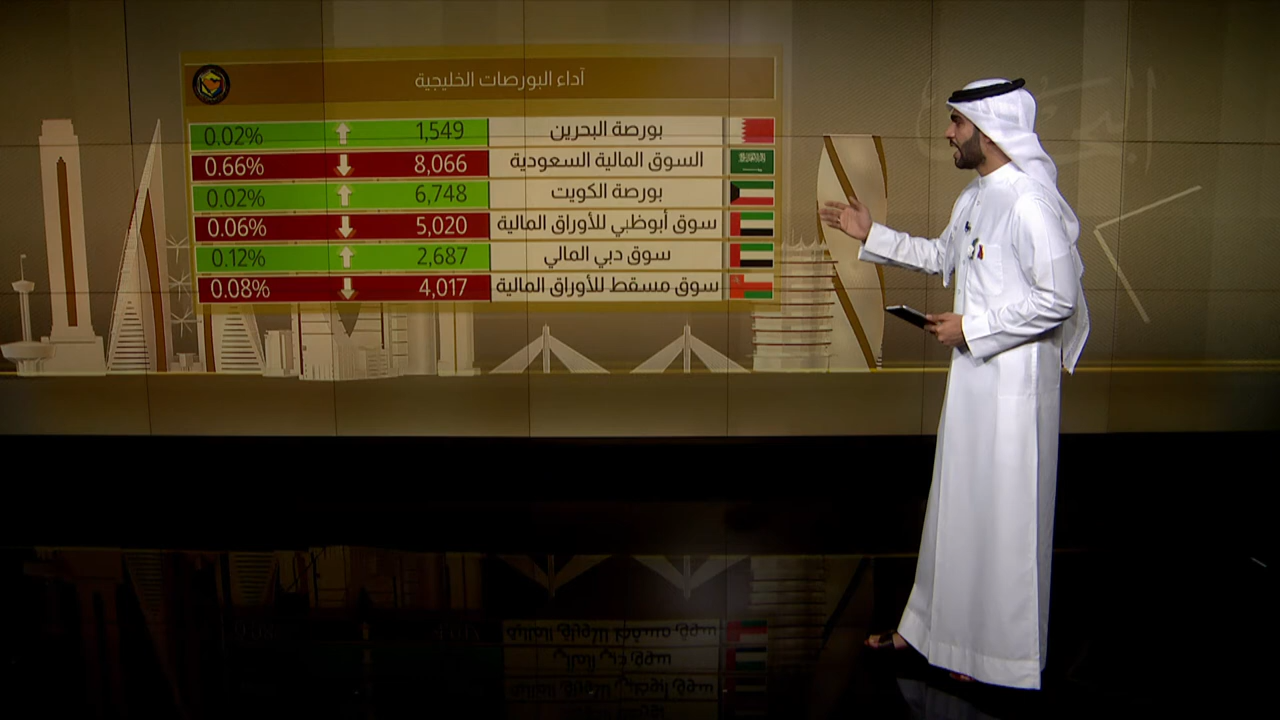 آداء البورصات الخليجية
بورصة البحرين 1,549 0.02%
السوق المالية السعودية 8,066 0.66%
بورصة الكويت 6,748 0.02%
سوق أبوظبي للأوراق المالية 5,020 0.06%
سوق دبي المالي 2,687 0.12%
سوق مسقط للأوراق المالية 4,017 0.08%